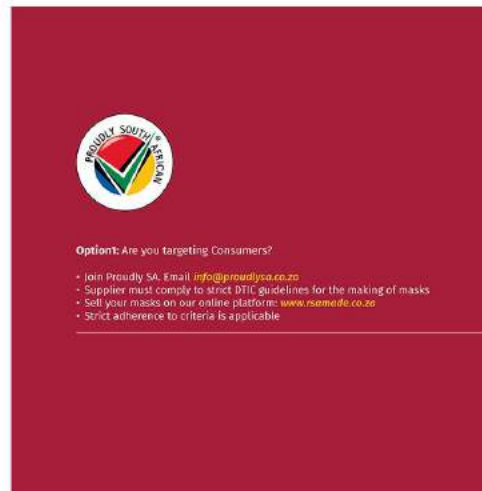 PROUDLY SOUTH AFRICAN
Option1: Are you targeting Consumers?
• Join Proudly SA. Email info@proudlysa.co.za
• Supplier must comply to strict DTIC guidelines for the making of masks
• Sell your masks on our online platform: www.rsamade.co.za
• Strict adherence to criteria is applicable